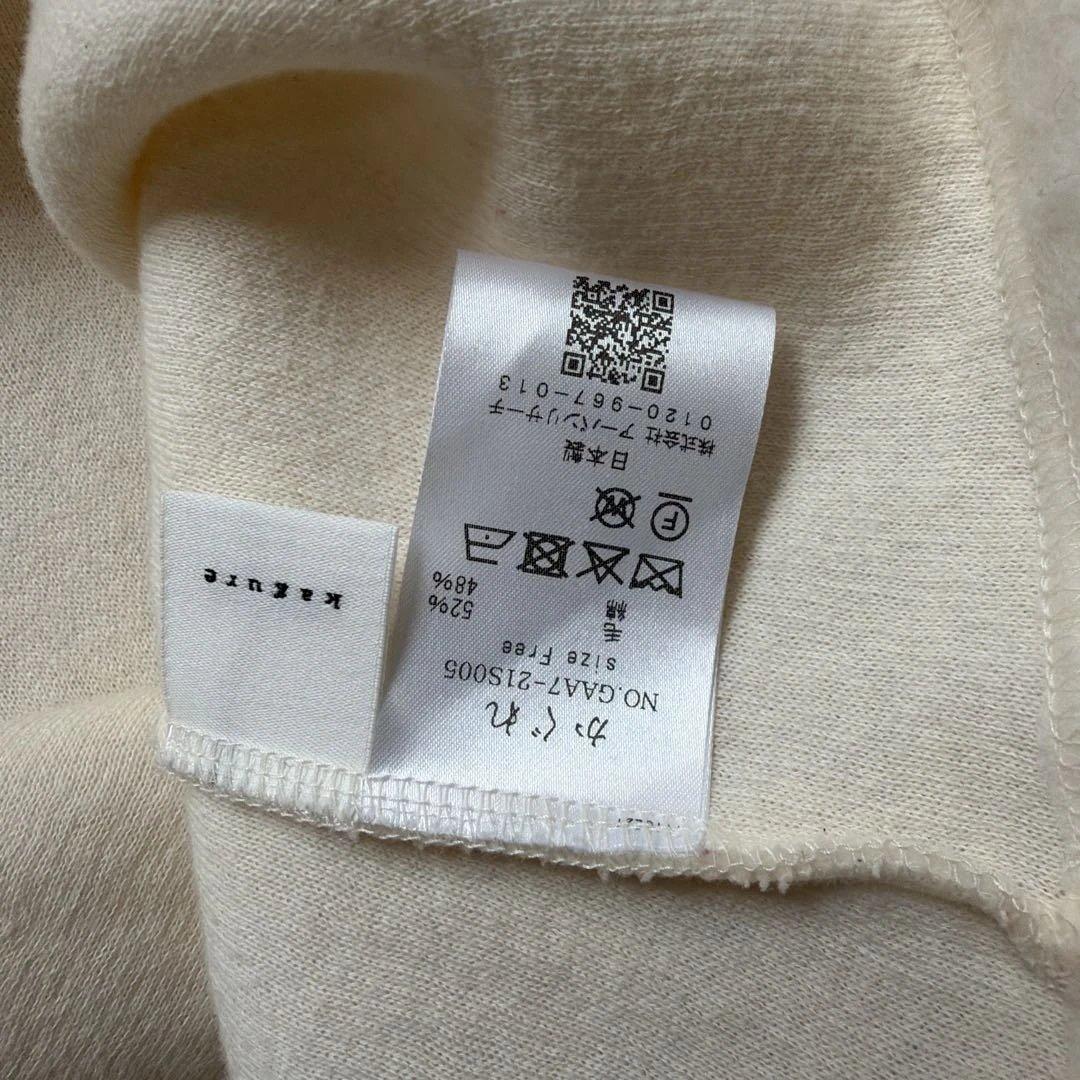 かぐれ
NO.GAA7-21S005
size Free
毛 52%
綿 48%
F
W
日本製
株式会社 アーバンリサーチ
0120-967-013
kagure